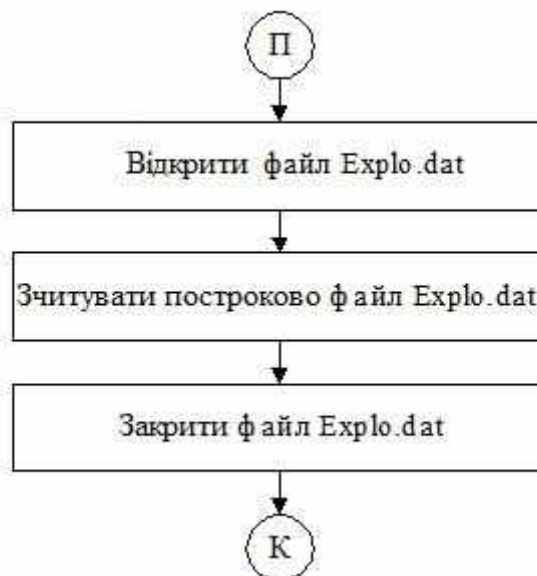 П
Відкрити файл Explo.dat
Зчитувати построково файл Explo.dat
Закрити файл Explo.dat
К